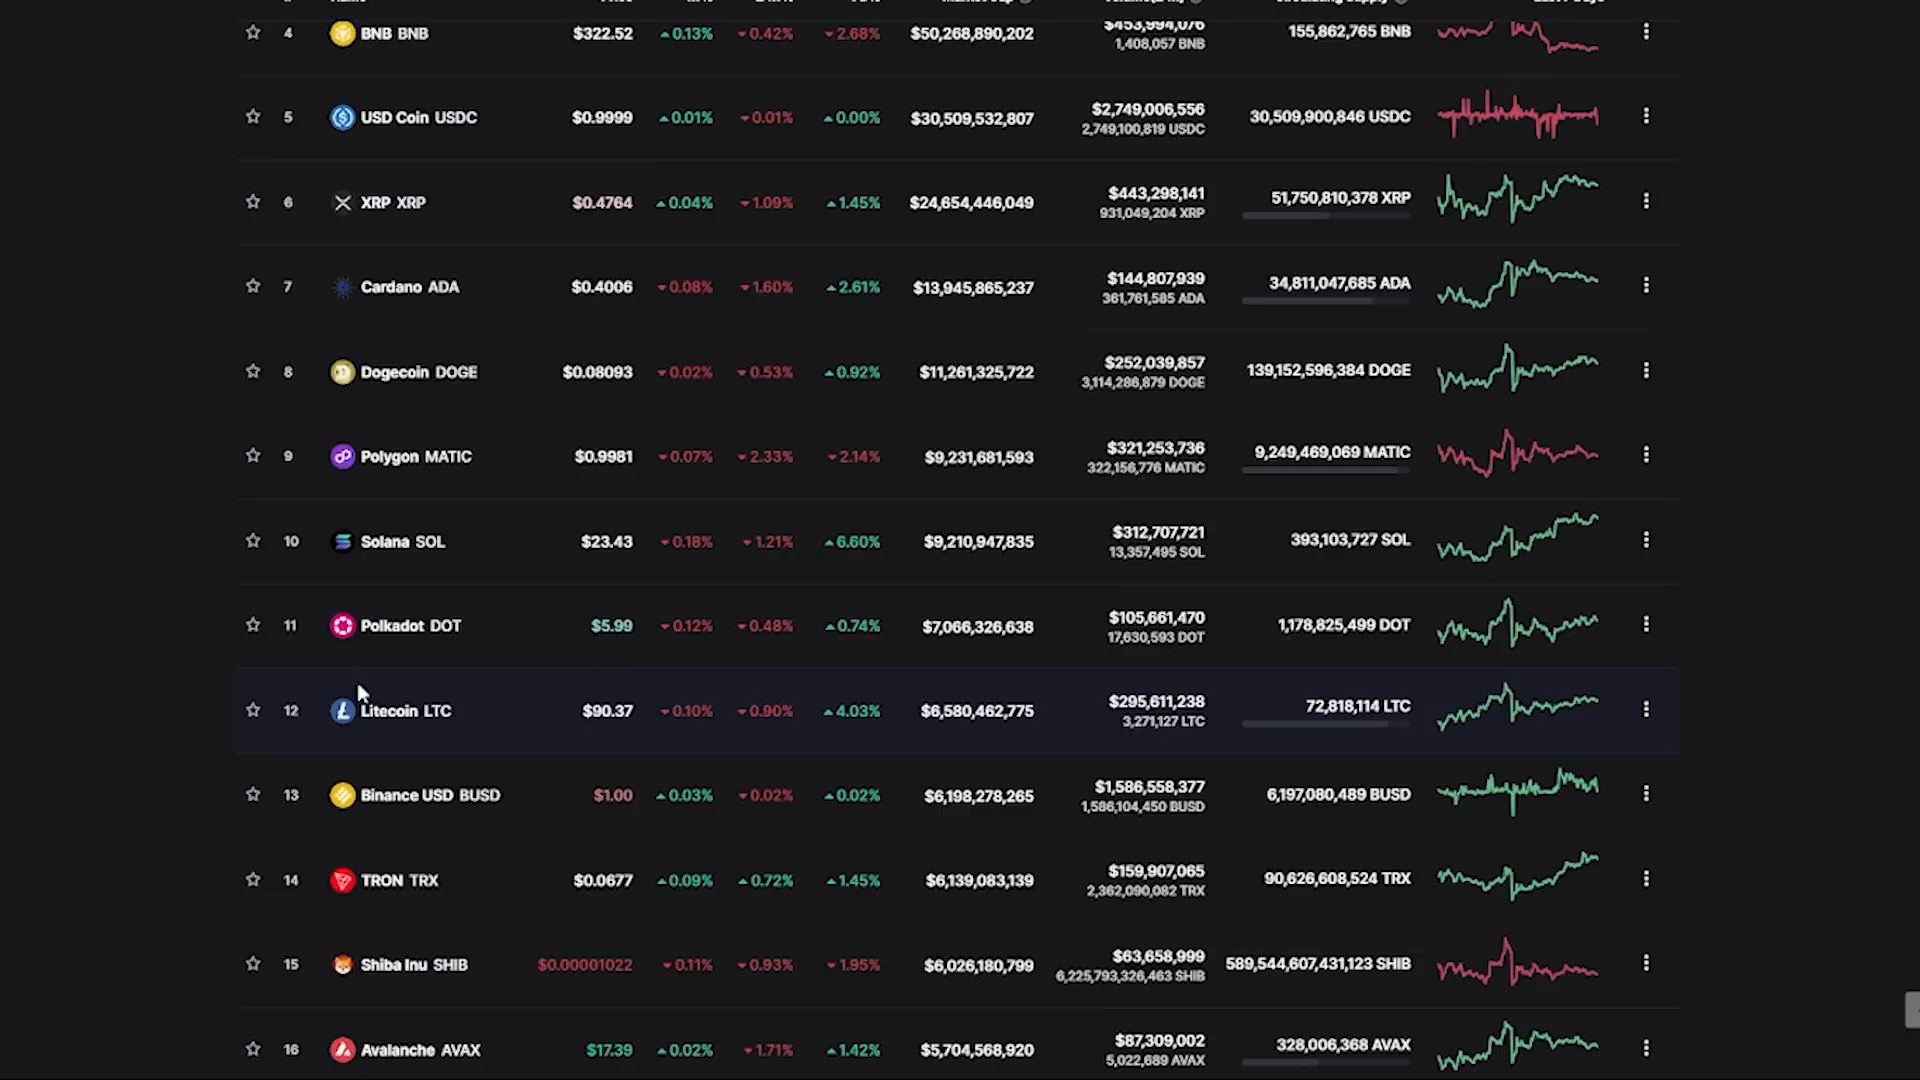 4 BNB BNB $322.52 0.13% 0.42% 2.68% $50,268,890,202 $453,994,076 155,862,765 BNB
1,408,057 BNB
5 USD Coin USDC $0.9999 0.01% 0.01% 0.00% $30,509,532,807 $2,749,006,556 30,509,900,846 USDC
2,749,100,819 USDC
6 XRP XRP $0.4764 0.04% 1.09% 1.45% $24,654,446,049 $443,298,141 51,750,810,378 XRP
931,049,204 XRP
7 Cardano ADA $0.4006 0.08% 1.60% 2.61% $13,945,865,237 $144,807,939 34,811,047,685 ADA
361,761,585 ADA
8 Dogecoin DOGE $0.08093 0.02% 0.53% 0.92% $11,261,325,722 $252,039,857 139,152,596,384 DOGE
3,114,286,879 DOGE
9 Polygon MATIC $0.9981 0.07% 2.33% 2.14% $9,231,681,593 $321,253,736 9,249,469,069 MATIC
322,156,776 MATIC
10 Solana SOL $23.43 0.18% 1.21% 6.60% $9,210,947,835 $312,707,721 393,103,727 SOL
13,357,495 SOL
11 Polkadot DOT $5.99 0.12% 0.48% 0.74% $7,066,326,638 $105,661,470 1,178,825,499 DOT
17,630,593 DOT
12 Litecoin LTC $90.37 0.10% 0.90% 4.03% $6,580,462,775 $295,611,238 72,818,114 LTC
3,271,127 LTC
13 Binance USD BUSD $1.00 0.03% 0.02% 0.02% $6,198,278,265 $1,586,558,377 6,197,080,489 BUSD
1,586,104,450 BUSD
14 TRON TRX $0.0677 0.09% 0.72% 1.45% $6,139,083,139 $159,907,065 90,626,608,524 TRX
2,362,090,082 TRX
15 Shiba Inu SHIB $0.00001022 0.11% 0.93% 1.95% $6,026,180,799 $63,658,999 589,544,607,431,123 SHIB
6,225,793,326,463 SHIB
16 Avalanche AVAX $17.39 0.02% 1.71% 1.42% $5,704,568,920 $87,309,002 328,006,368 AVAX
5,022,689 AVAX